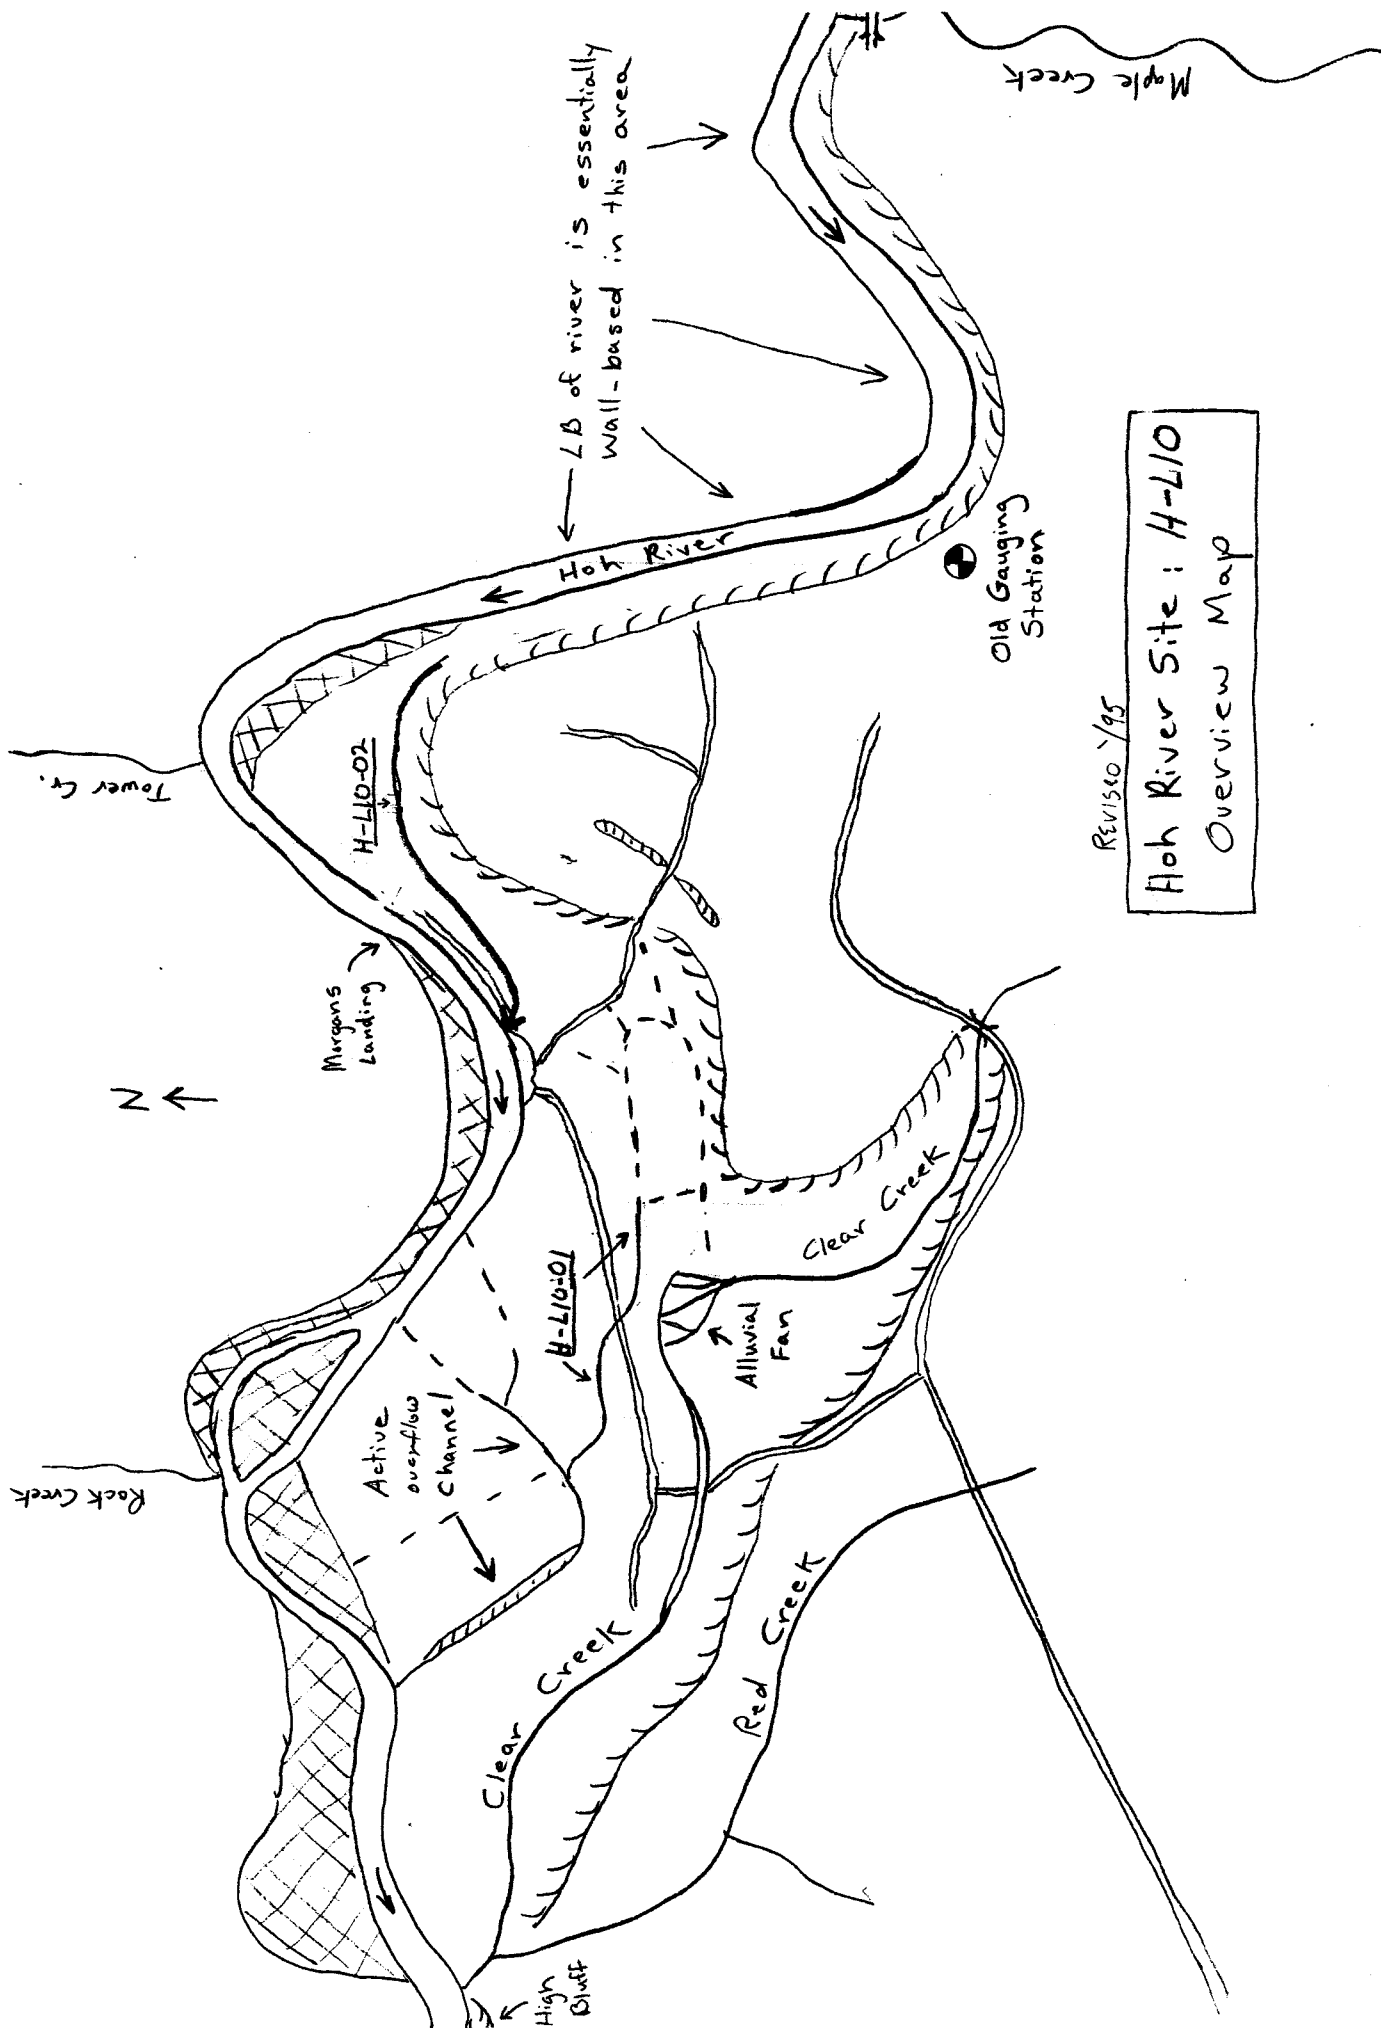 Maple Creek
LB of river is essentially
Wall-based in this area
Hoh River
Old Gauging
Station
Tower Cr.
H-L10-02
Morgans
Landing
N
H-L10-01
Clear Creek
Alluvial
Fan
Active
overflow
Channel
Rock Creek
Clear Creek
Red Creek
High
Bluff
REVISED 1/95
Hoh River Site: H-L10
Overview Map